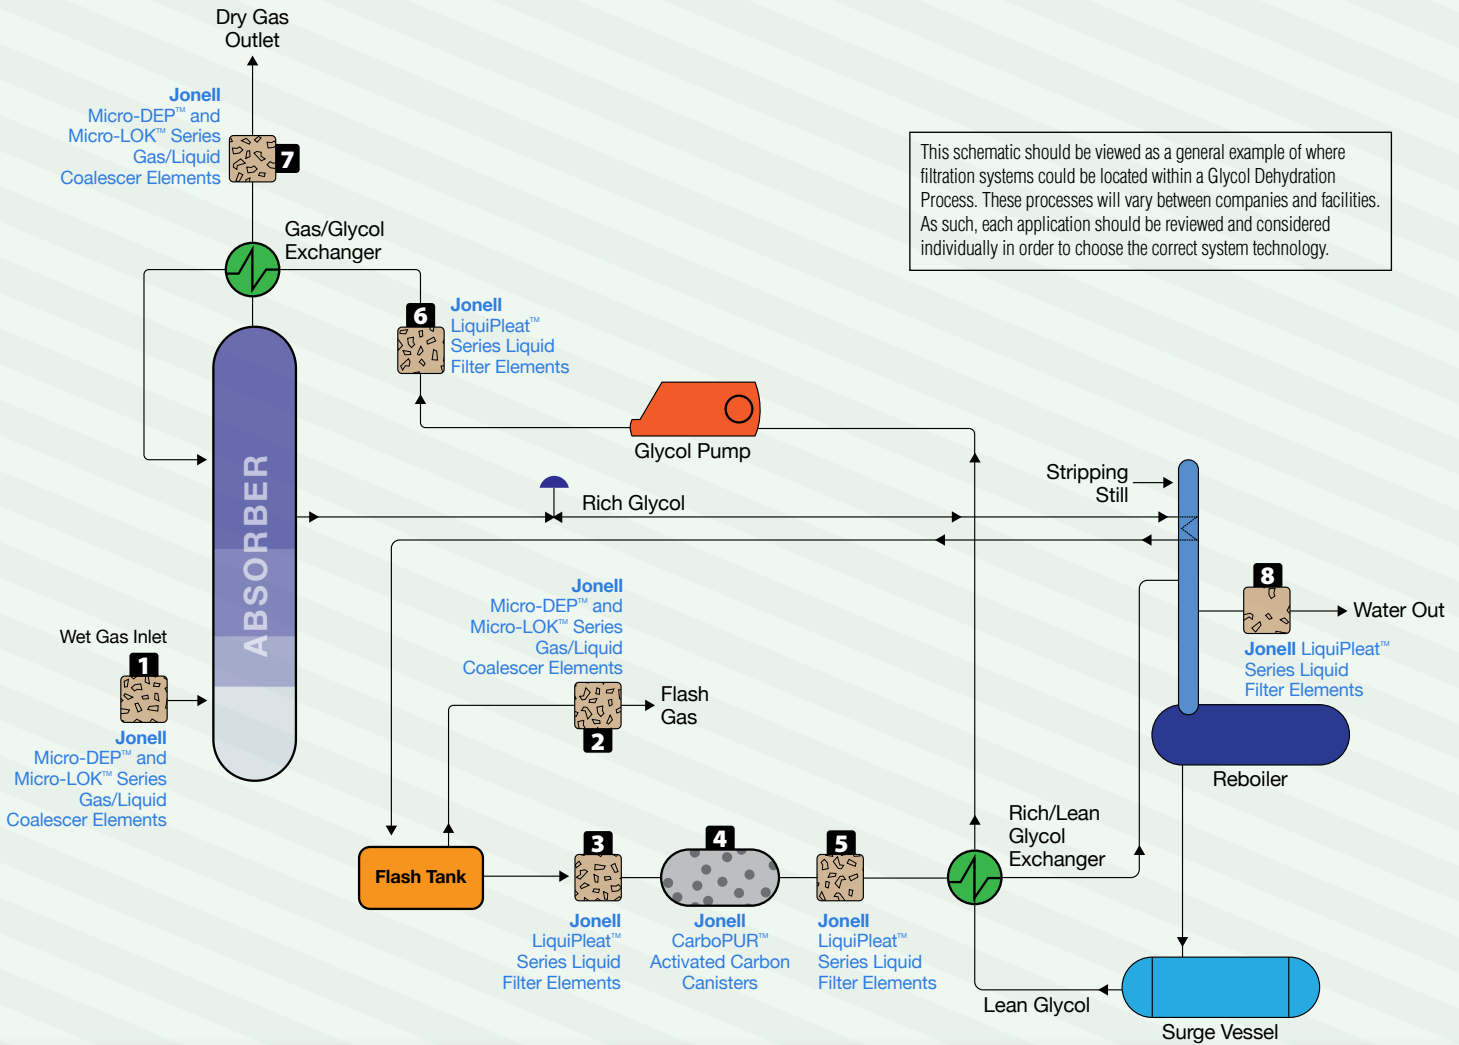 Dry Gas
Outlet
Jonell
Micro-DEP™ and
Micro-LOK™ Series
Gas/Liquid
Coalescer Elements
7
This schematic should be viewed as a general example of where
filtration systems could be located within a Glycol Dehydration
Process. These processes will vary between companies and facilities.
As such, each application should be reviewed and considered
individually in order to choose the correct system technology.
Gas/Glycol
Exchanger
6
Jonell
LiquiPleat™
Series Liquid
Filter Elements
Glycol Pump
ABSORBER
Stripping
Still
Rich Glycol
Jonell
Micro-DEP™ and
Micro-LOK™ Series
Gas/Liquid
Coalescer Elements
2
Flash
Gas
8
Water Out
Jonell LiquiPleat™
Series Liquid
Filter Elements
Wet Gas Inlet
1
Jonell
Micro-DEP™ and
Micro-LOK™ Series
Gas/Liquid
Coalescer Elements
Reboiler
Flash Tank
3
Jonell
LiquiPleat™
Series Liquid
Filter Elements
4
Jonell
CarboPUR™
Activated Carbon
Canisters
5
Jonell
LiquiPleat™
Series Liquid
Filter Elements
Rich/Lean
Glycol
Exchanger
Lean Glycol
Surge Vessel